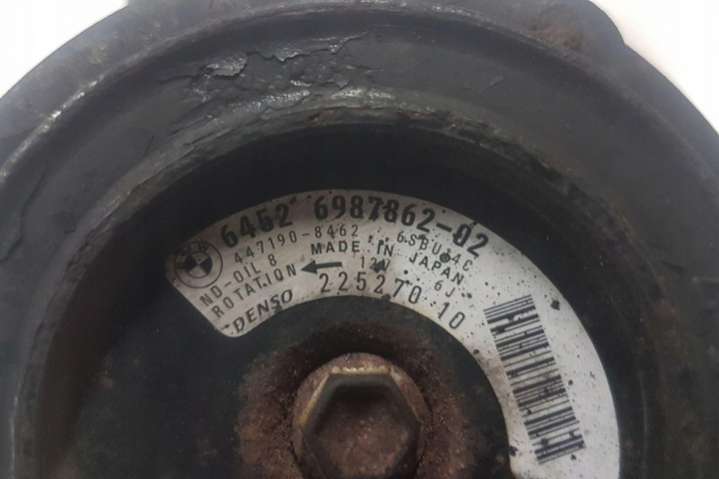 6452 6987862-02
447190-8462 6SBU14C
ND-OIL 8 MADE IN JAPAN
ROTATION ← 12V 6J
DENSO 225270 10